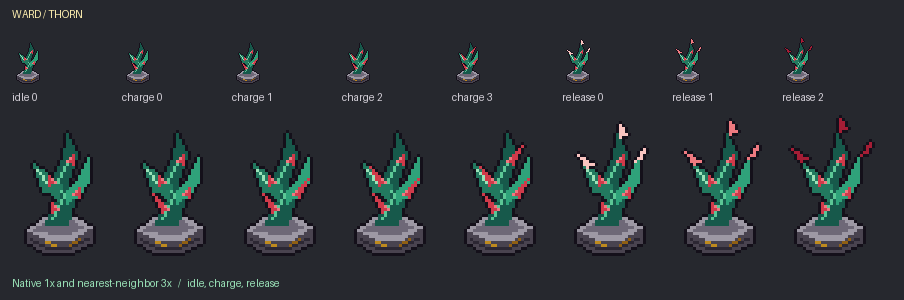 WARD / THORN
idle 0 charge 0 charge 1 charge 2 charge 3 release 0 release 1 release 2
Native 1x and nearest-neighbor 3x / idle, charge, release